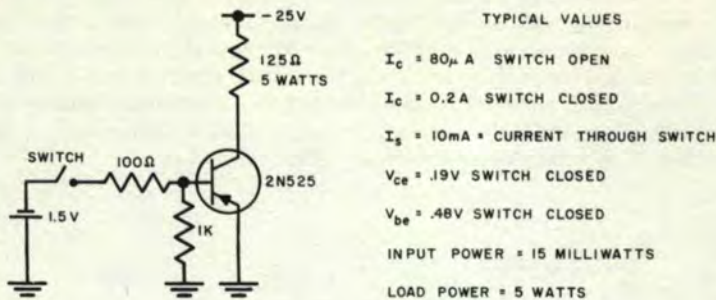 -25V
125Ω
5 WATTS
SWITCH
100Ω
2N525
1.5V
1K
TYPICAL VALUES
Ic = 80μA SWITCH OPEN
Ic = 0.2A SWITCH CLOSED
Is = 10mA = CURRENT THROUGH SWITCH
Vce = .19V SWITCH CLOSED
Vbe = .48V SWITCH CLOSED
INPUT POWER = 15 MILLIWATTS
LOAD POWER = 5 WATTS